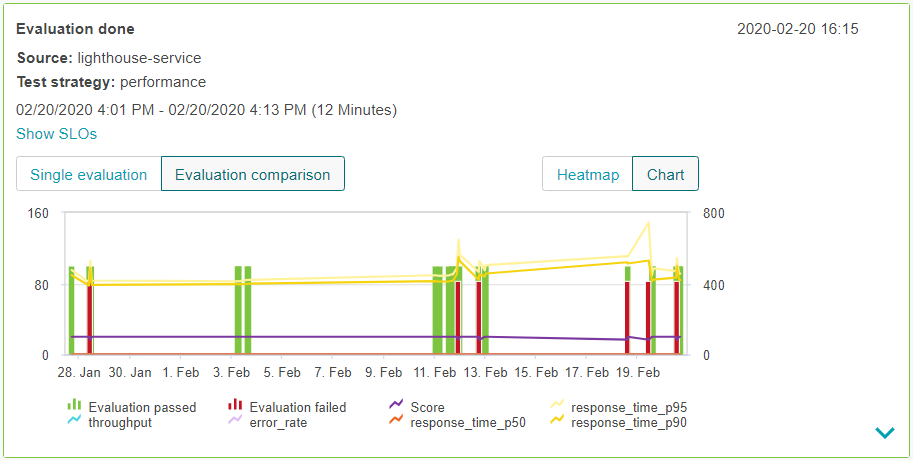 Evaluation done 2020-02-20 16:15
Source: lighthouse-service
Test strategy: performance
02/20/2020 4:01 PM - 02/20/2020 4:13 PM (12 Minutes)
Show SLOs
Single evaluation Evaluation comparison Heatmap Chart
160 800
80 400
0 0
28. Jan 30. Jan 1. Feb 3. Feb 5. Feb 7. Feb 9. Feb 11. Feb 13. Feb 15. Feb 17. Feb 19. Feb
Evaluation passed Evaluation failed Score response_time_p95
throughput error_rate response_time_p50 response_time_p90